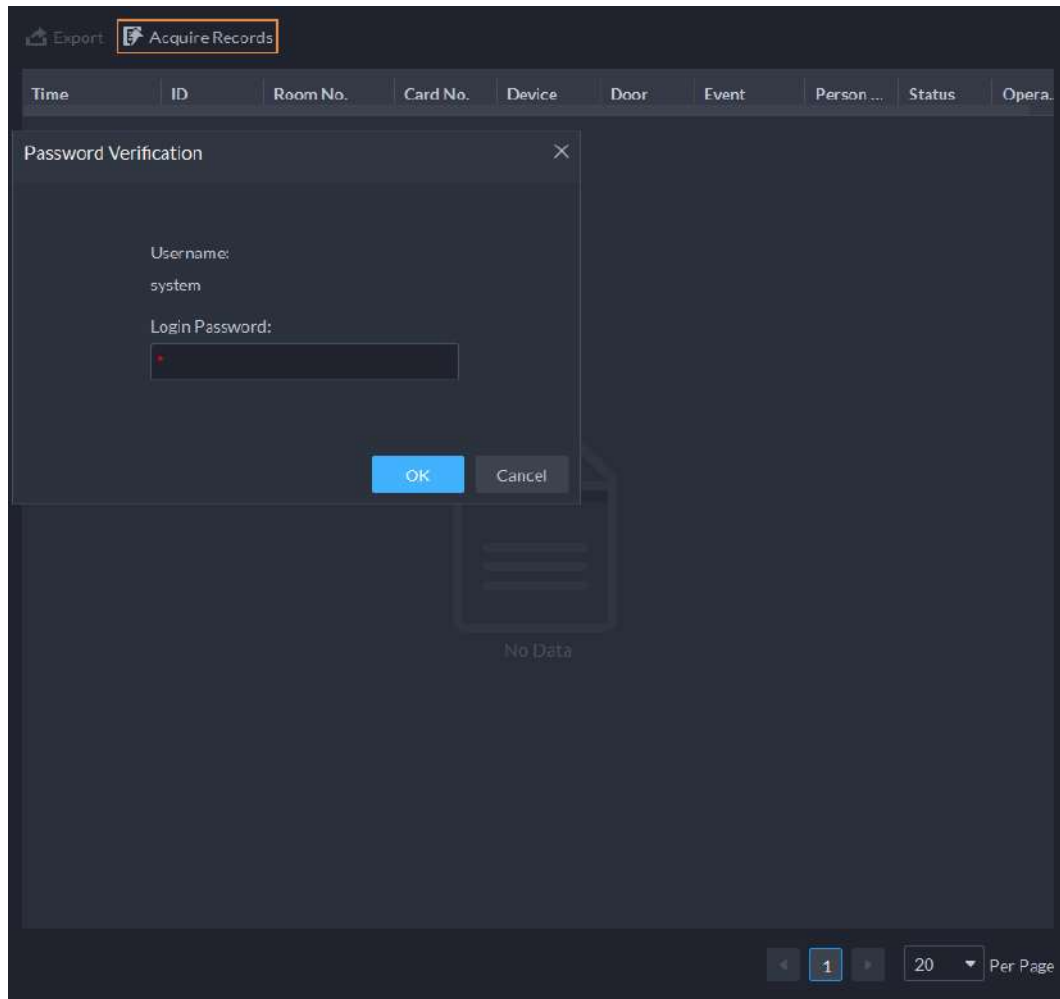 Export Acquire Records
Time ID Room No. Card No. Device Door Event Person ... Status Opera..
Password Verification
Username:
system
Login Password:
*
OK Cancel
No Data
1 20 Per Page